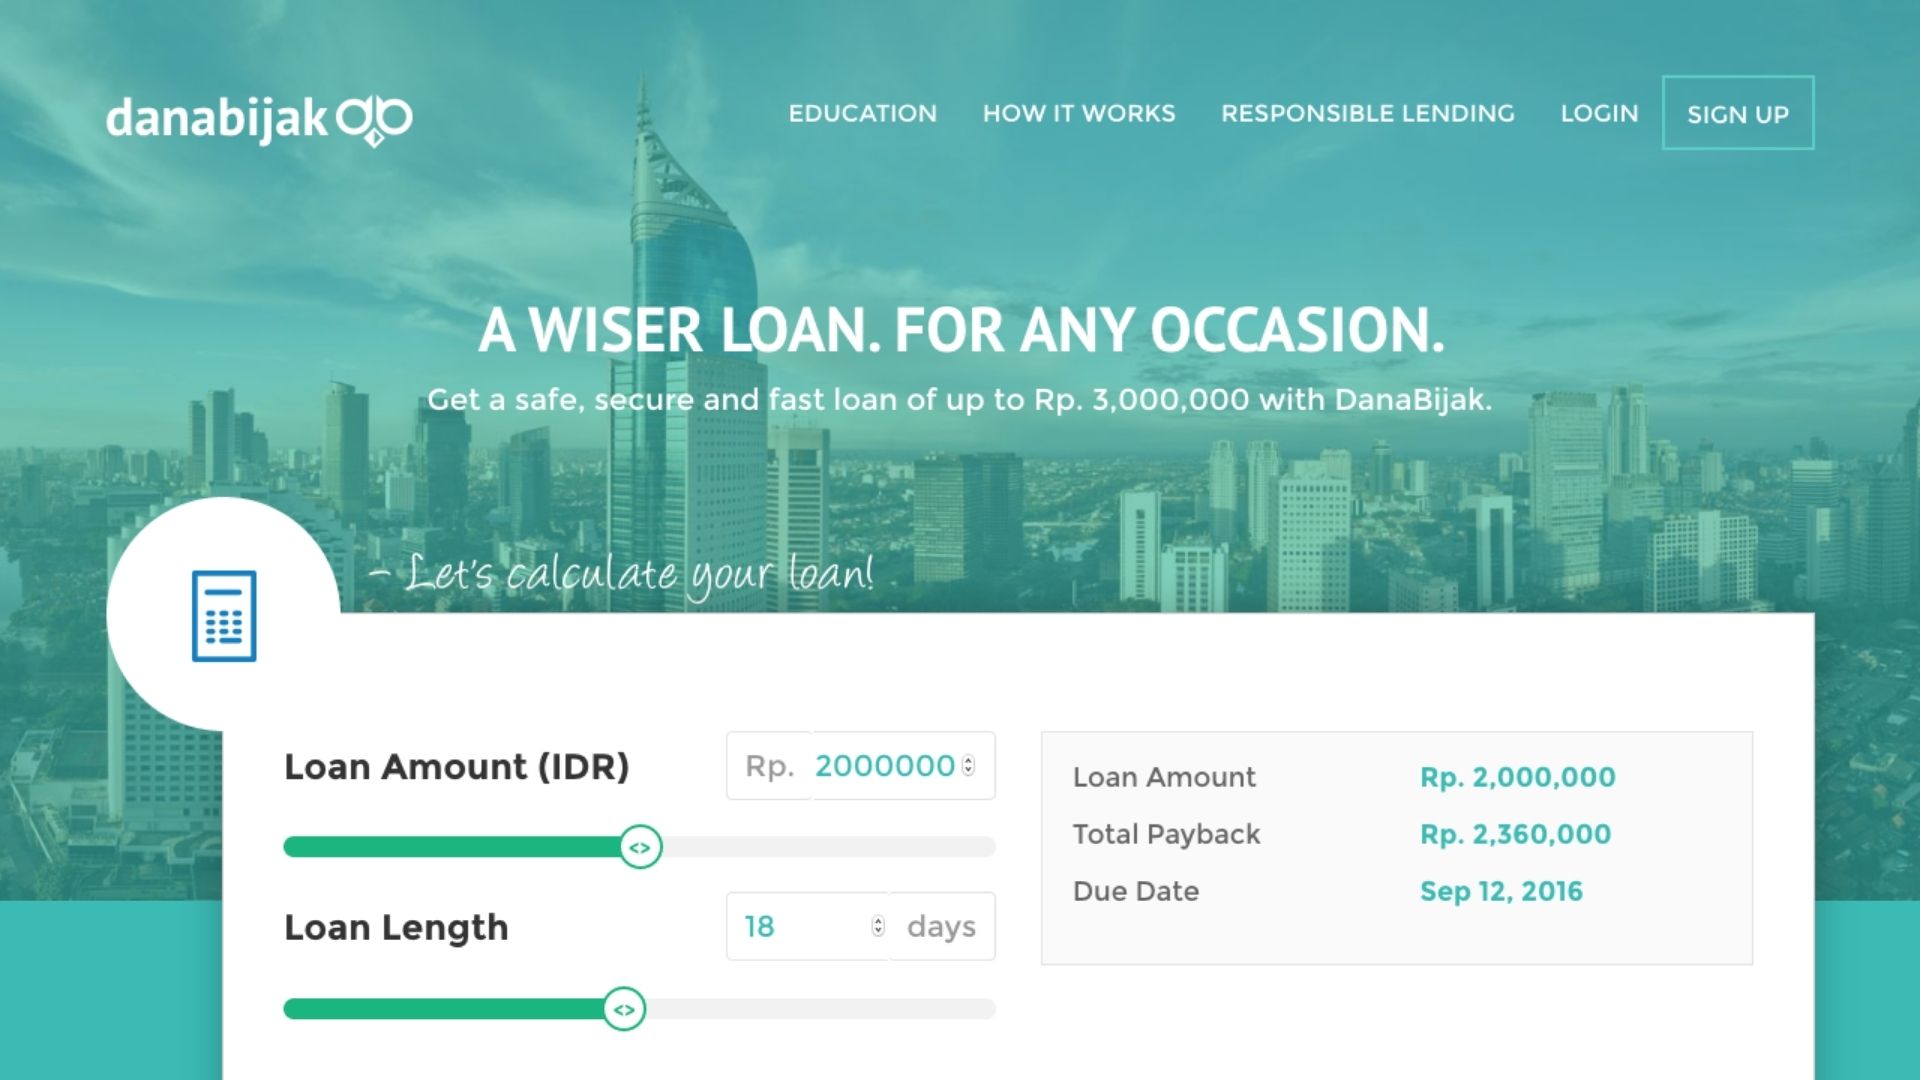 danabijak
EDUCATION HOW IT WORKS RESPONSIBLE LENDING LOGIN SIGN UP
A WISER LOAN. FOR ANY OCCASION.
Get a safe, secure and fast loan of up to Rp. 3,000,000 with DanaBijak.
– Let's calculate your loan!
Loan Amount (IDR) Rp. 2000000
Loan Length 18 days
Loan Amount Rp. 2,000,000
Total Payback Rp. 2,360,000
Due Date Sep 12, 2016